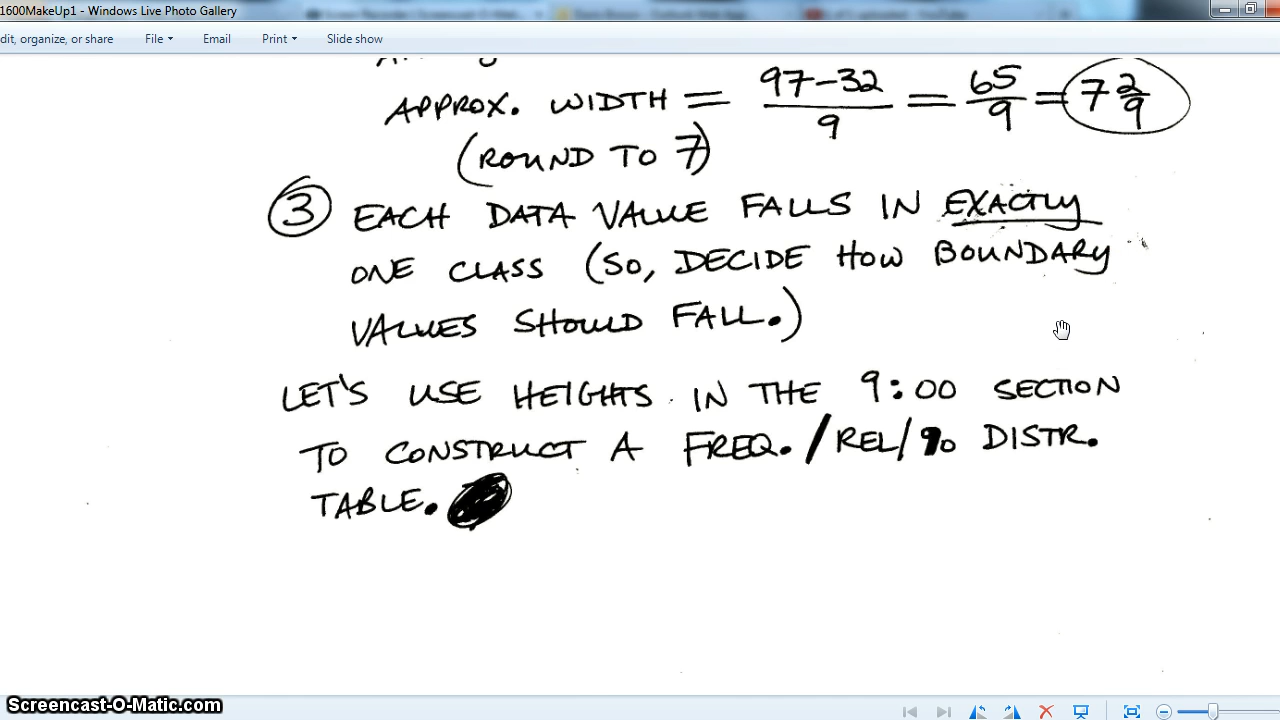 1600MakeUp1 - Windows Live Photo Gallery
dit, organize, or share File Email Print Slide show
APPROX. WIDTH = 97-32/9 = 65/9 = 7 2/9
(ROUND TO 7)
3 EACH DATA VALUE FALLS IN EXACTLY
ONE CLASS (SO, DECIDE HOW BOUNDARY
VALUES SHOULD FALL.)
LET'S USE HEIGHTS IN THE 9:00 SECTION
TO CONSTRUCT A FREQ./REL/% DISTR.
TABLE.
Screencast-O-Matic.com